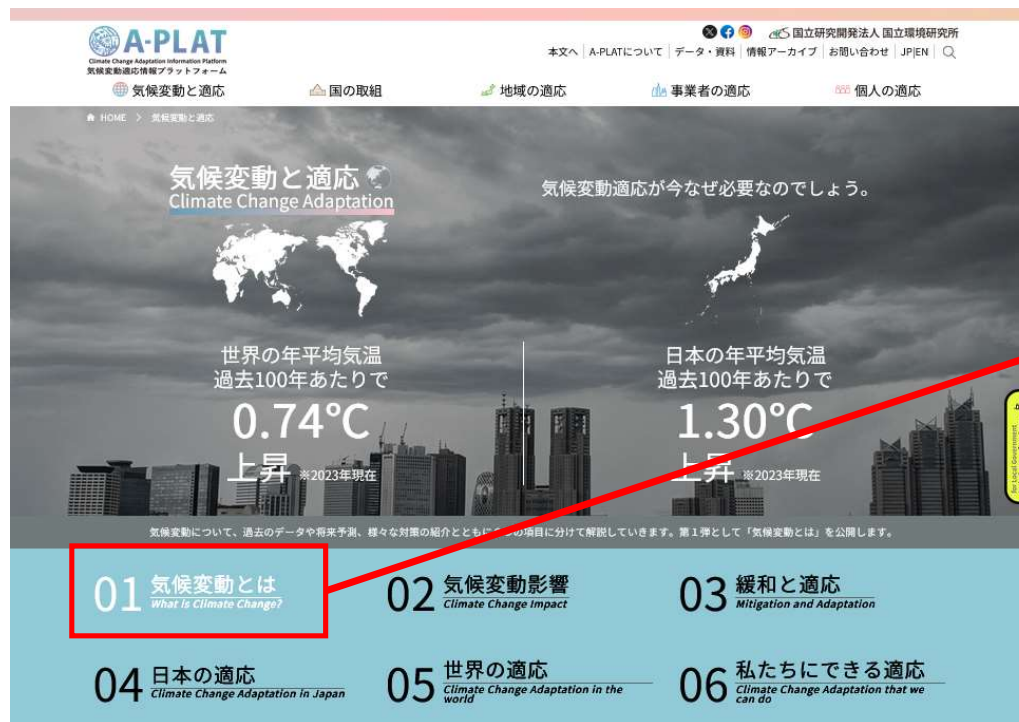 国立研究開発法人 国立環境研究所
A-PLAT
Climate Change Adaptation Information Platform
気候変動適応情報プラットフォーム
本文へ A-PLATについて データ・資料 情報アーカイブ お問い合わせ JP|EN
気候変動と適応 国の取組 地域の適応 事業者の適応 個人の適応
HOME > 気候変動と適応
気候変動と適応
Climate Change Adaptation
気候変動適応が今なぜ必要なのでしょう。
世界の年平均気温
過去100年あたりで
0.74℃
上昇 ※2023年現在
日本の年平均気温
過去100年あたりで
1.30℃
上昇 ※2023年現在
for Local Government
気候変動について、過去のデータや将来予測、様々な対策の紹介とともに の項目に分けて解説していきます。第1弾として「気候変動とは」を公開します。
01 気候変動とは
What is Climate Change?
02 気候変動影響
Climate Change Impact
03 緩和と適応
Mitigation and Adaptation
04 日本の適応
Climate Change Adaptation in Japan
05 世界の適応
Climate Change Adaptation in the
world
06 私たちにできる適応
Climate Change Adaptation that we
can do